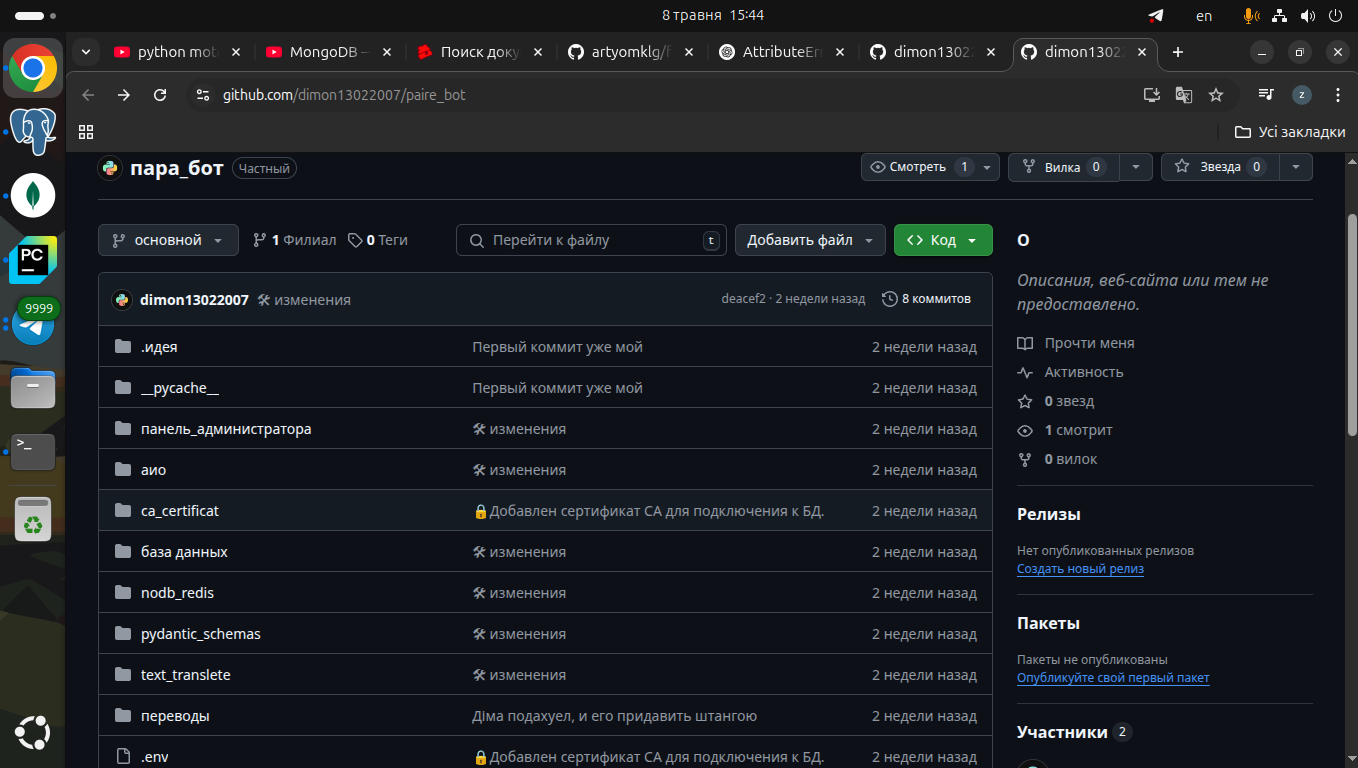 8 травня 15:44
en
python mot
MongoDB –
Поиск доку
artyomklg/f
AttributeErr
dimon1302
dimon1302
github.com/dimon13022007/paire_bot
z
Усі закладки
PC
9999
>_
пара_бот
Частный
Смотреть 1
Вилка 0
Звезда 0
основной
1 Филиал
0 Теги
Перейти к файлу
t
Добавить файл
<> Код
dimon13022007 🛠 изменения
deacef2 · 2 недели назад
8 коммитов
.идея Первый коммит уже мой 2 недели назад
__pycache__ Первый коммит уже мой 2 недели назад
панель_администратора 🛠 изменения 2 недели назад
аио 🛠 изменения 2 недели назад
ca_certificat 🔒Добавлен сертификат CA для подключения к БД. 2 недели назад
база данных 🛠 изменения 2 недели назад
nodb_redis 🛠 изменения 2 недели назад
pydantic_schemas 🛠 изменения 2 недели назад
text_translete 🛠 изменения 2 недели назад
переводы Діма подахуел, и его придавить штангою 2 недели назад
.env 🔒Добавлен сертификат CA для подключения к БД. 2 недели назад
О
Описания, веб-сайта или тем не
предоставлено.
Прочти меня
Активность
0 звезд
1 смотрит
0 вилок
Релизы
Нет опубликованных релизов
Создать новый релиз
Пакеты
Пакеты не опубликованы
Опубликуйте свой первый пакет
Участники 2